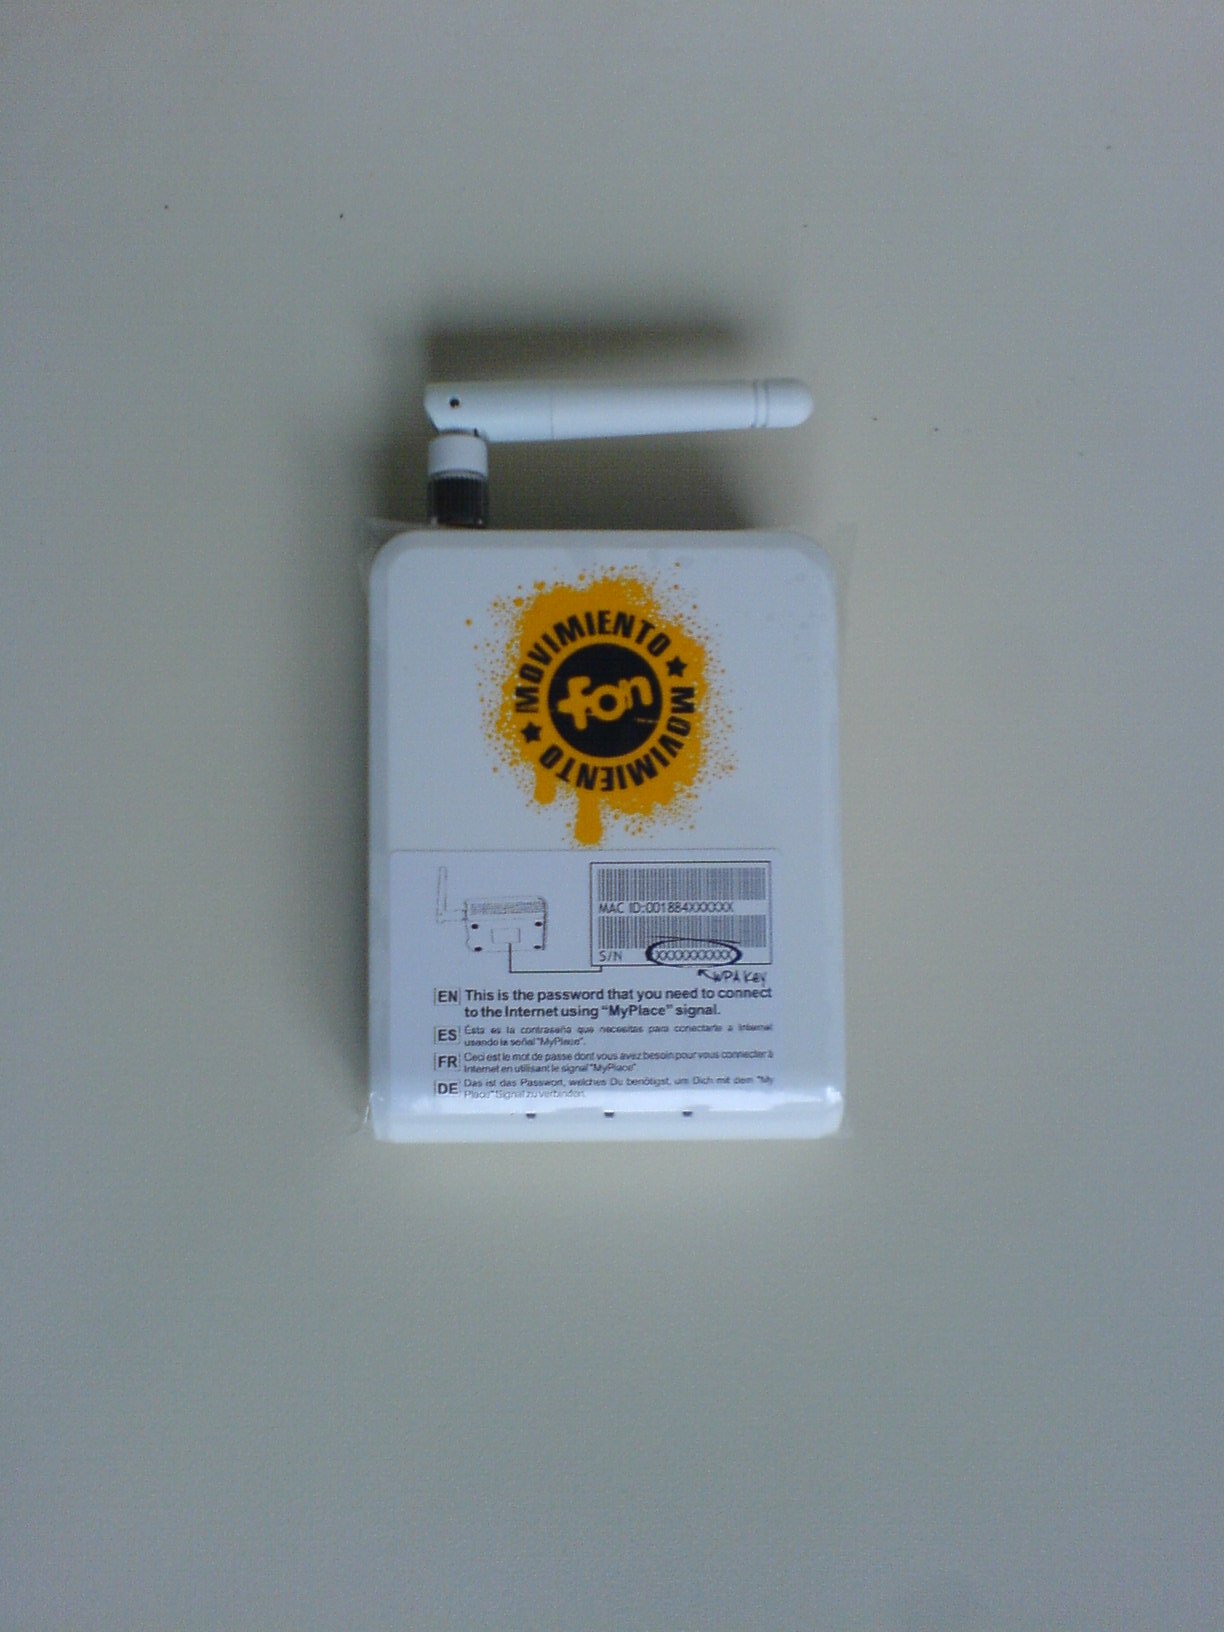 MOVIMIENTO
MOVIMIENTO
fon
MAC ID:001884XXXXXX
S/N XXXXXXXXXX
WPA KEY
EN This is the password that you need to connect
to the Internet using "MyPlace" signal.
ES Ésta es la contraseña que necesitas para conectarte a Internet
usando la señal "MyPlace".
FR Ceci est le mot de passe dont vous avez besoin pour vous connecter à
Internet en utilisant le signal "MyPlace"
DE Das ist das Passwort, welches Du benötigst, um Dich mit dem "My
Place" Signal zu verbinden.